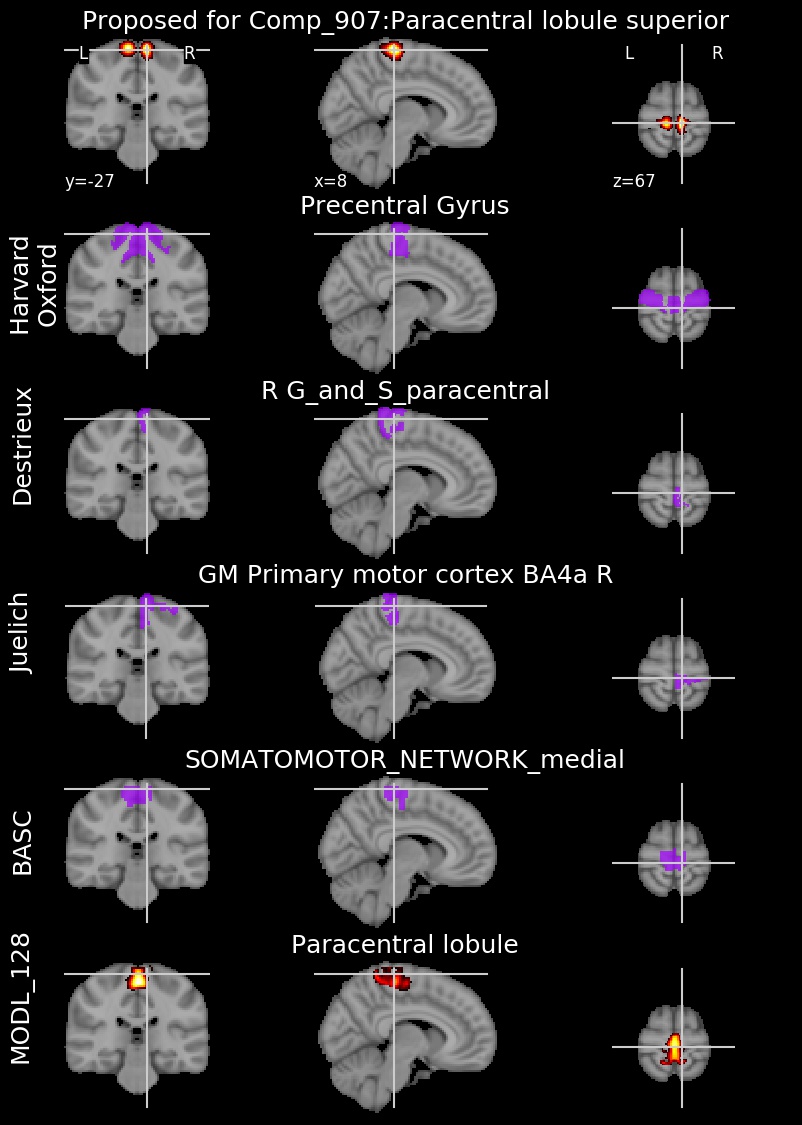 Proposed for Comp_907:Paracentral lobule superior
L R L R
y=-27 x=8 z=67
Precentral Gyrus
Harvard
Oxford
R G_and_S_paracentral
Destrieux
GM Primary motor cortex BA4a R
Juelich
SOMATOMOTOR_NETWORK_medial
BASC
Paracentral lobule
MODL_128